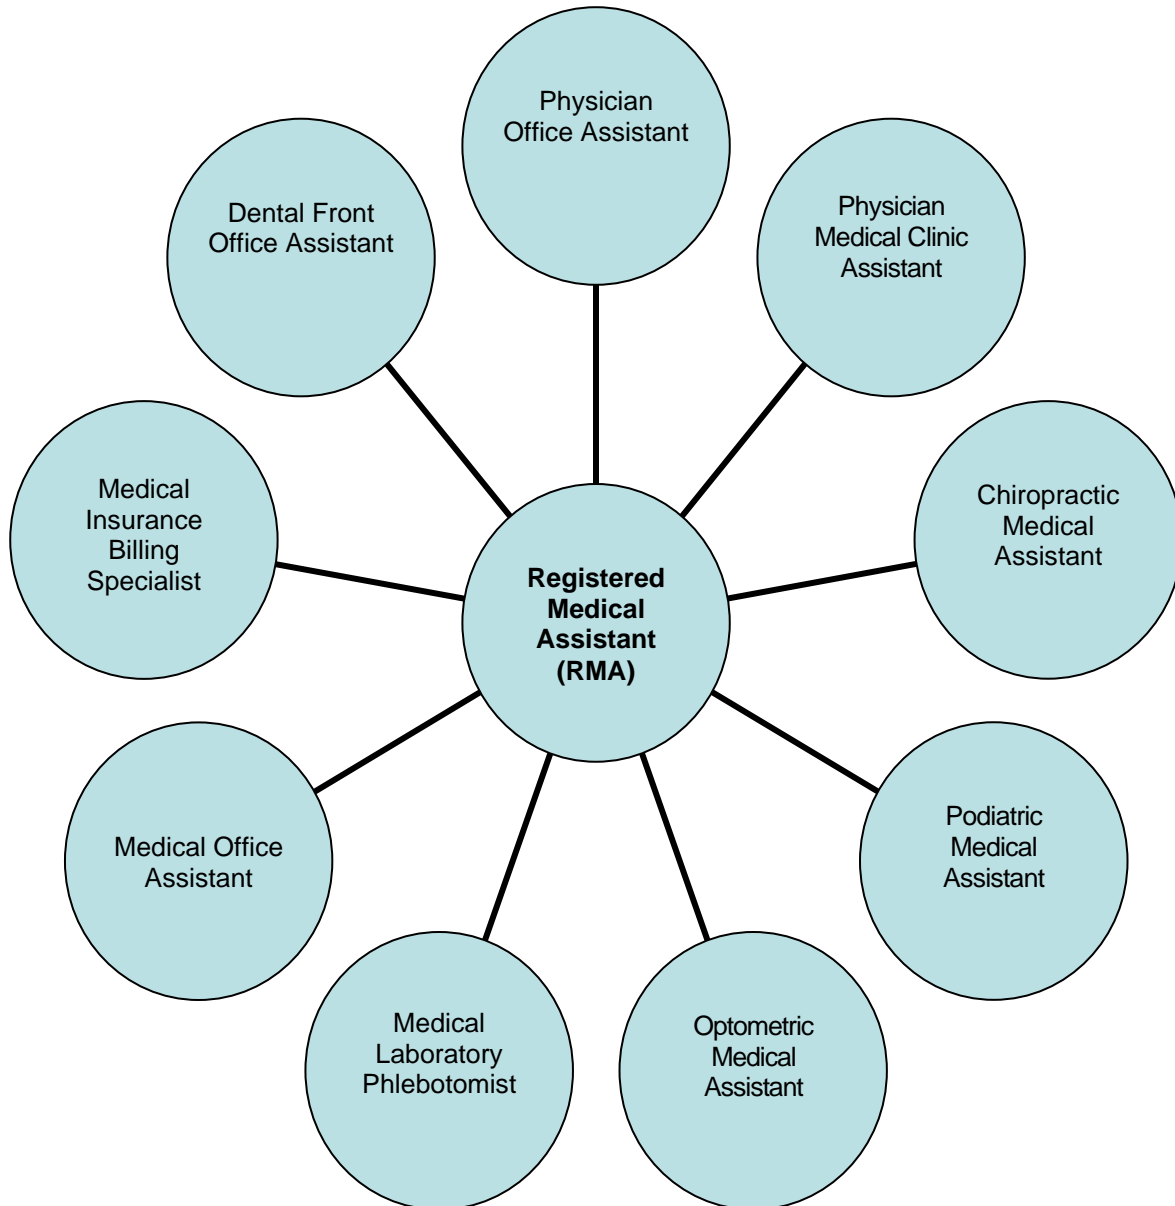 Physician
Office Assistant
Physician
Medical Clinic
Assistant
Chiropractic
Medical
Assistant
Podiatric
Medical
Assistant
Optometric
Medical
Assistant
Medical
Laboratory
Phlebotomist
Medical Office
Assistant
Medical
Insurance
Billing
Specialist
Dental Front
Office Assistant
Registered
Medical
Assistant
(RMA)